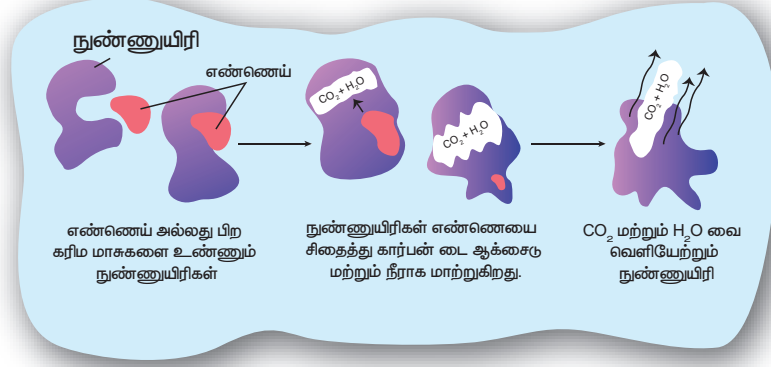 நுண்ணுயிரி
எண்ணெய்
CO₂ + H₂O
CO₂ + H₂O
CO₂ + H₂O
எண்ணெய் அல்லது பிற
கரிம மாசுகளை உண்ணும்
நுண்ணுயிரிகள்
நுண்ணுயிரிகள் எண்ணெயை
சிதைத்து கார்பன் டை ஆக்சைடு
மற்றும் நீராக மாற்றுகிறது.
CO₂ மற்றும் H₂O வை
வெளியேற்றும்
நுண்ணுயிரி